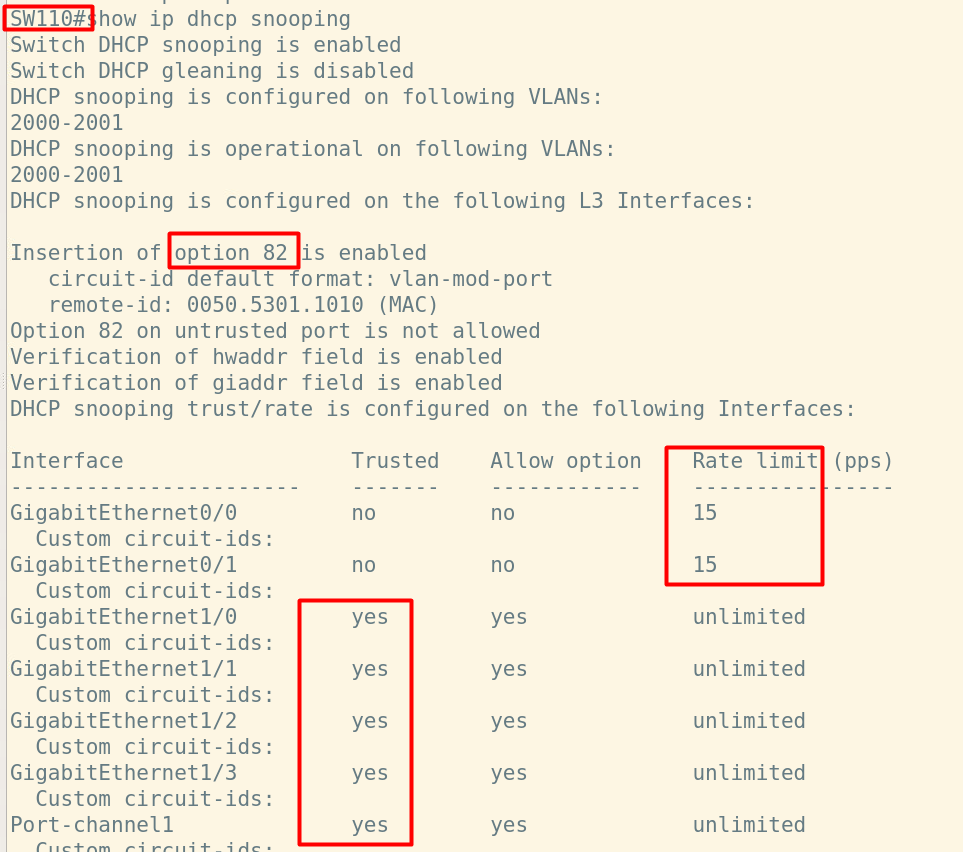 SW110#show ip dhcp snooping
Switch DHCP snooping is enabled
Switch DHCP gleaning is disabled
DHCP snooping is configured on following VLANs:
2000-2001
DHCP snooping is operational on following VLANs:
2000-2001
DHCP snooping is configured on the following L3 Interfaces:

Insertion of option 82 is enabled
   circuit-id default format: vlan-mod-port
   remote-id: 0050.5301.1010 (MAC)
Option 82 on untrusted port is not allowed
Verification of hwaddr field is enabled
Verification of giaddr field is enabled
DHCP snooping trust/rate is configured on the following Interfaces:

Interface                  Trusted    Allow option    Rate limit (pps)
-----------------------    -------    ------------    ----------------
GigabitEthernet0/0         no         no              15
  Custom circuit-ids:
GigabitEthernet0/1         no         no              15
  Custom circuit-ids:
GigabitEthernet1/0         yes        yes             unlimited
  Custom circuit-ids:
GigabitEthernet1/1         yes        yes             unlimited
  Custom circuit-ids:
GigabitEthernet1/2         yes        yes             unlimited
  Custom circuit-ids:
GigabitEthernet1/3         yes        yes             unlimited
  Custom circuit-ids:
Port-channel1              yes        yes             unlimited
  Custom circuit-ids: